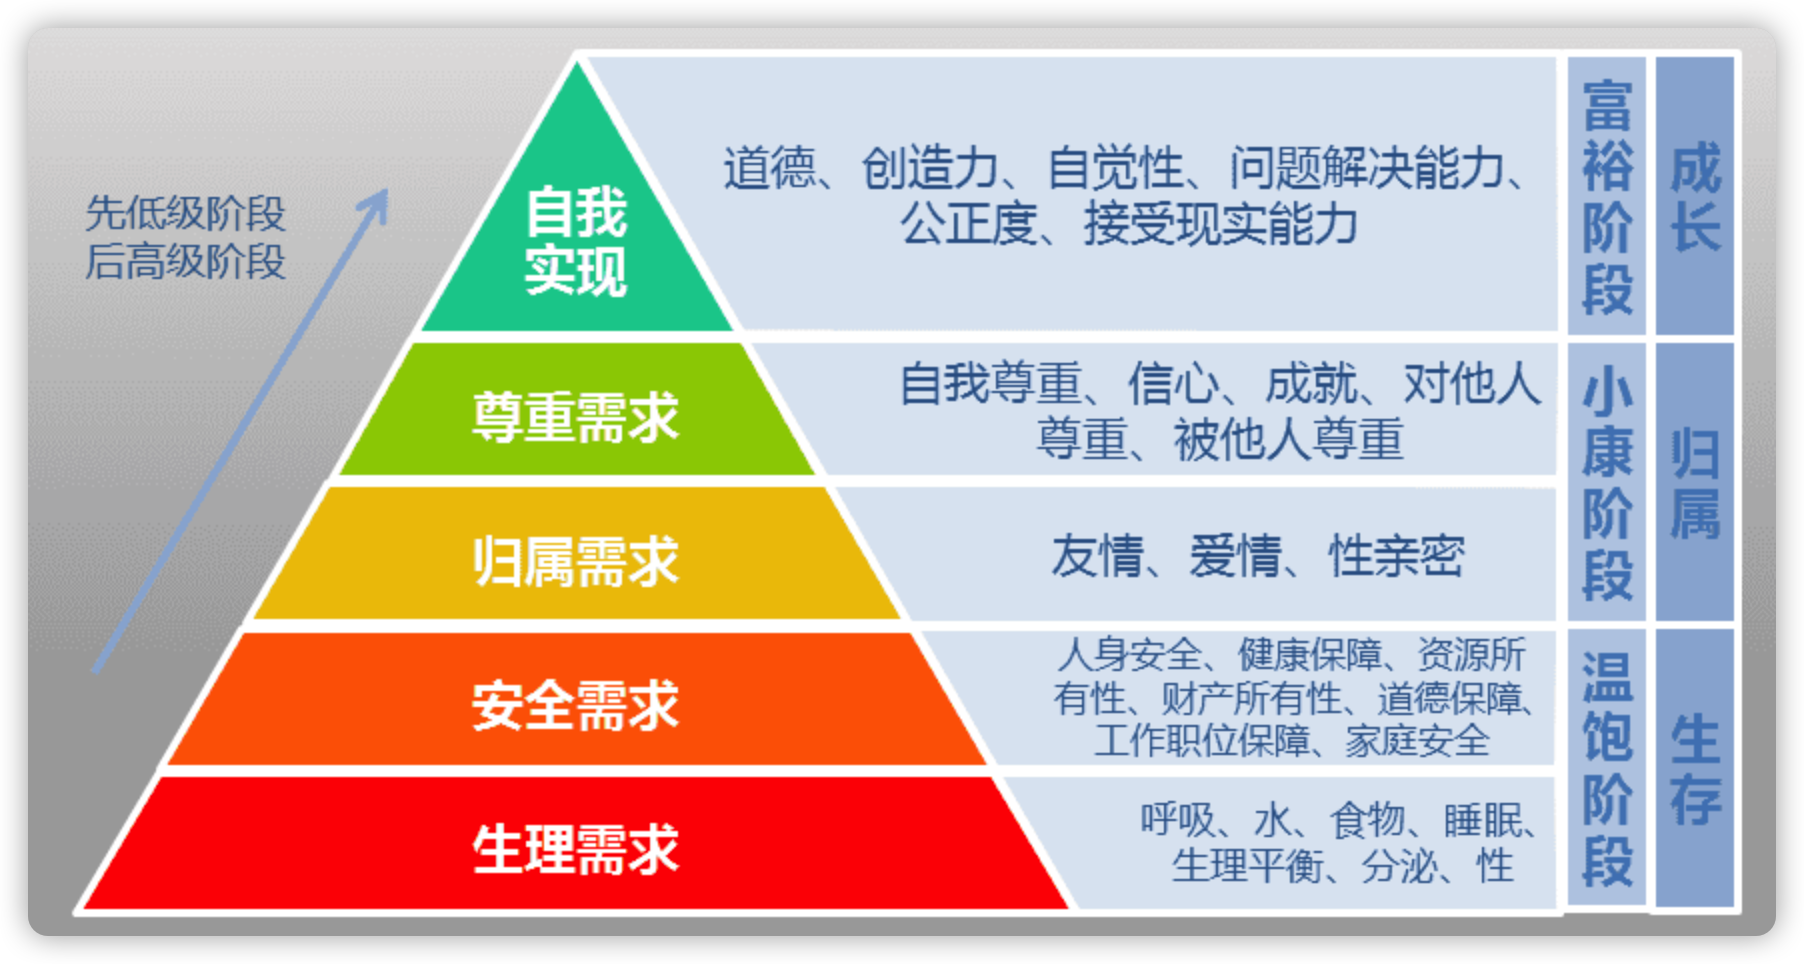 先低级阶段
后高级阶段
自我
实现
道德、创造力、自觉性、问题解决能力、
公正度、接受现实能力
富裕阶段
成长
尊重需求
自我尊重、信心、成就、对他人
尊重、被他人尊重
小康阶段
归属
归属需求
友情、爱情、性亲密
安全需求
人身安全、健康保障、资源所
有性、财产所有性、道德保障、
工作职位保障、家庭安全
温饱阶段
生存
生理需求
呼吸、水、食物、睡眠、
生理平衡、分泌、性